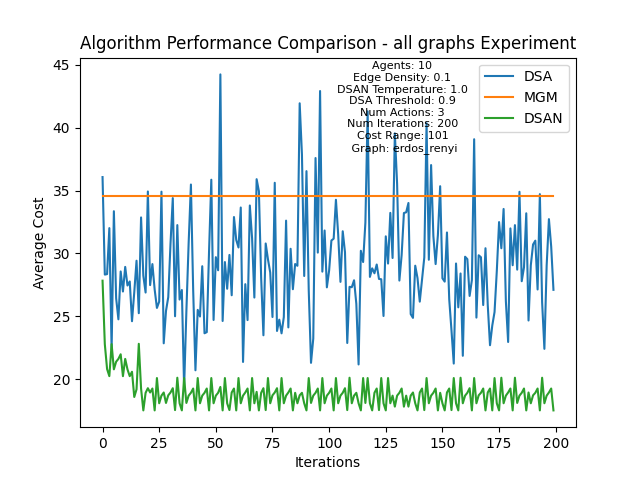 Algorithm Performance Comparison - all graphs Experiment
Agents: 10
Edge Density: 0.1
DSAN Temperature: 1.0
DSA Threshold: 0.9
Num Actions: 3
Num Iterations: 200
Cost Range: 101
Graph: erdos_renyi
DSA
MGM
DSAN
Average Cost
45
40
35
30
25
20
0
25
50
75
100
125
150
175
200
Iterations